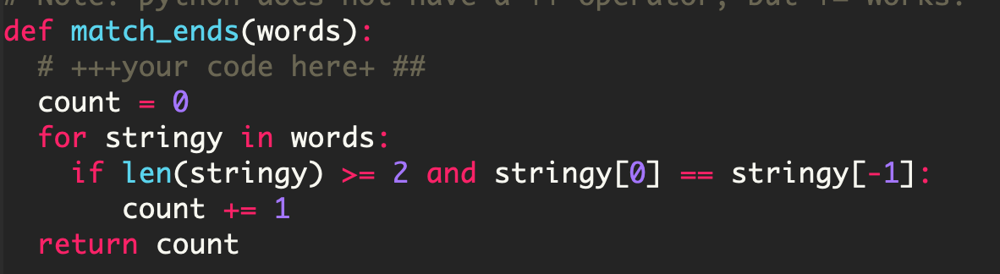 # Note: python does not have a ++ operator, but += works.
def match_ends(words):
  # +++your code here+ ##
  count = 0
  for stringy in words:
    if len(stringy) >= 2 and stringy[0] == stringy[-1]:
       count += 1
  return count